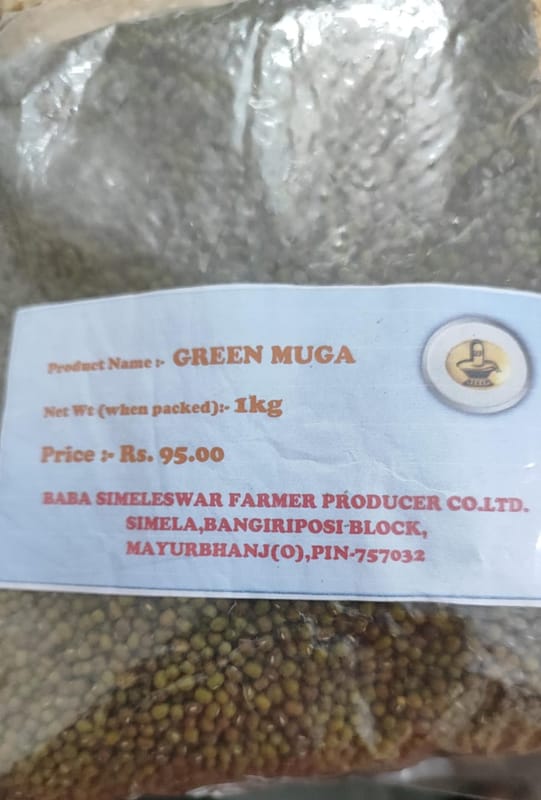 Product Name :- GREEN MUGA
Net Wt (when packed):- 1kg
Price :- Rs. 95.00
BABA SIMELESWAR FARMER PRODUCER CO.LTD.
SIMELA,BANGIRIPOSI-BLOCK,
MAYURBHANJ(O),PIN-757032